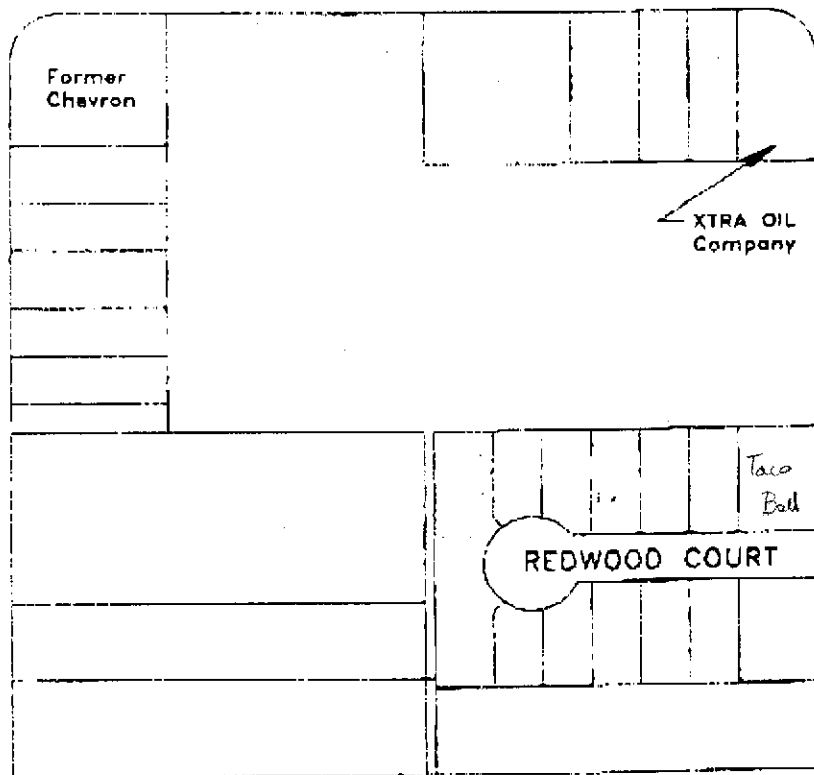 Former
Chevron
XTRA OIL
Company
Taco
Bell
REDWOOD COURT